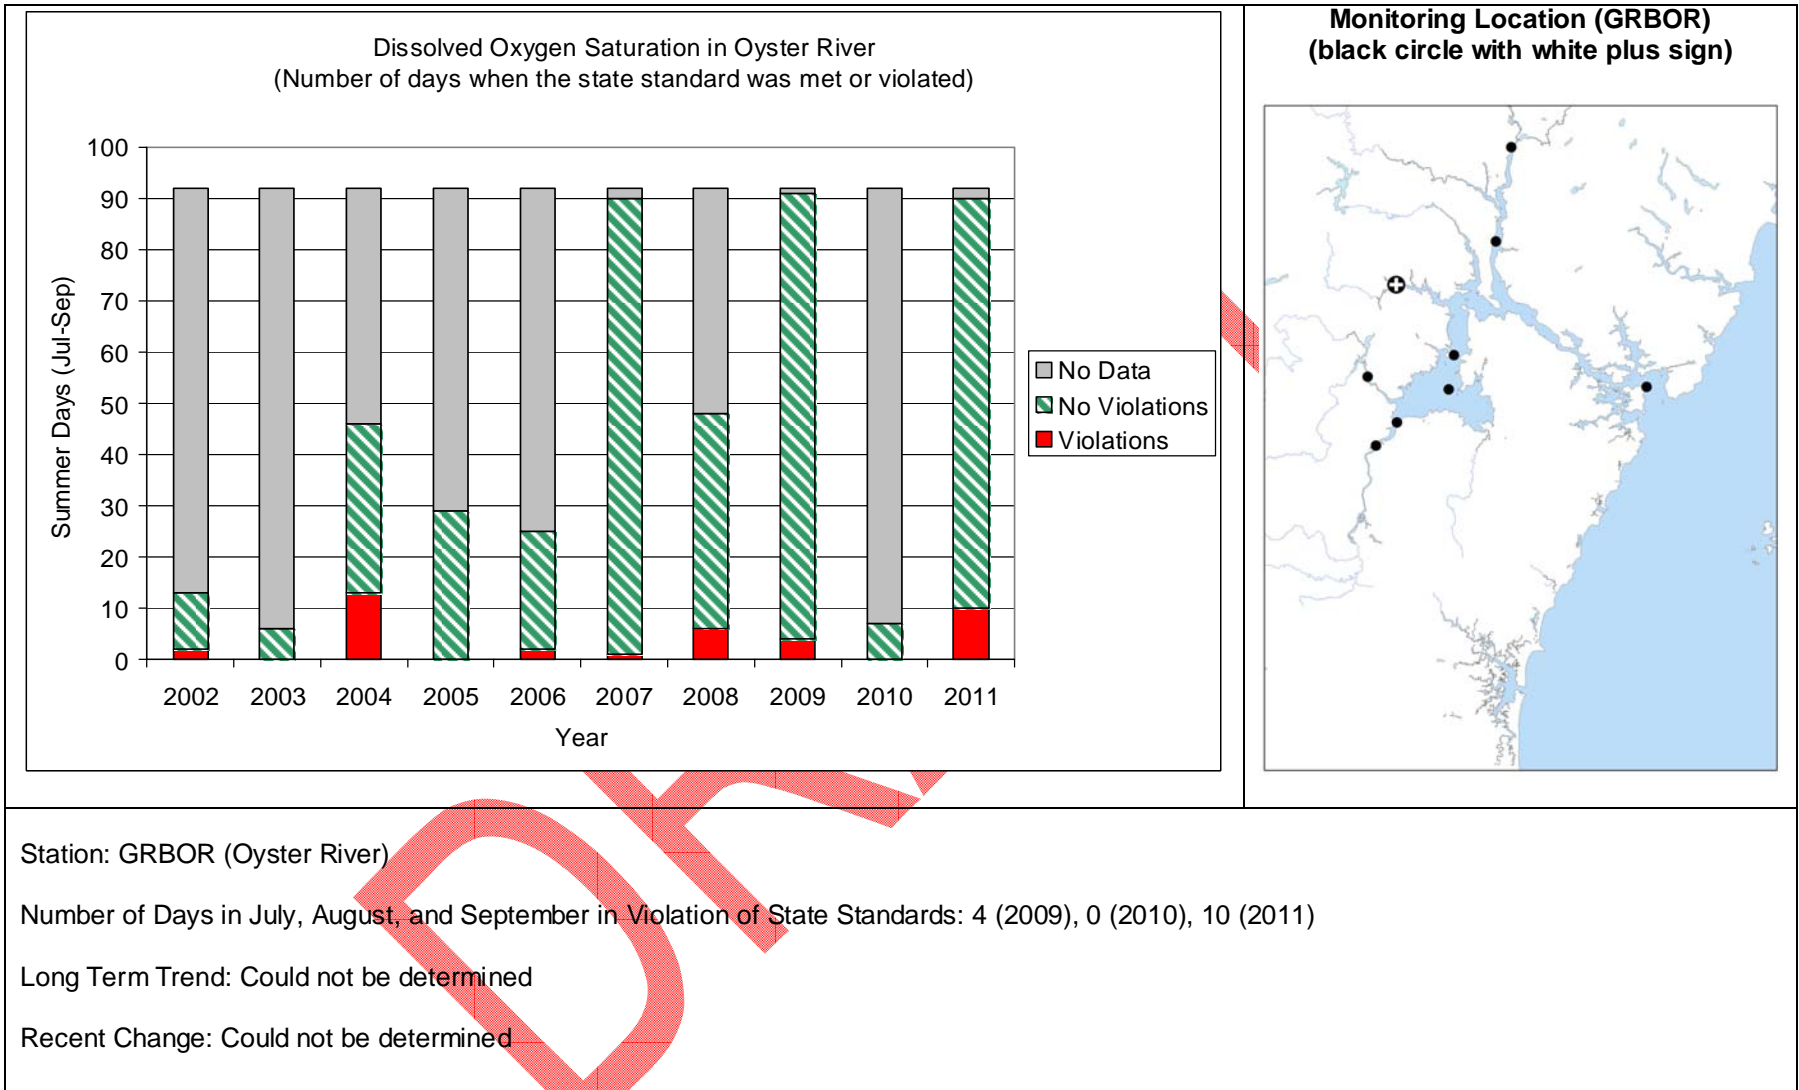 Dissolved Oxygen Saturation in Oyster River
(Number of days when the state standard was met or violated)
100
90
80
70
60
50
40
30
20
10
0
Summer Days (Jul-Sep)
2002 2003 2004 2005 2006 2007 2008 2009 2010 2011
Year
No Data
No Violations
Violations
Monitoring Location (GRBOR)
(black circle with white plus sign)
Station: GRBOR (Oyster River)
Number of Days in July, August, and September in Violation of State Standards: 4 (2009), 0 (2010), 10 (2011)
Long Term Trend: Could not be determined
Recent Change: Could not be determined